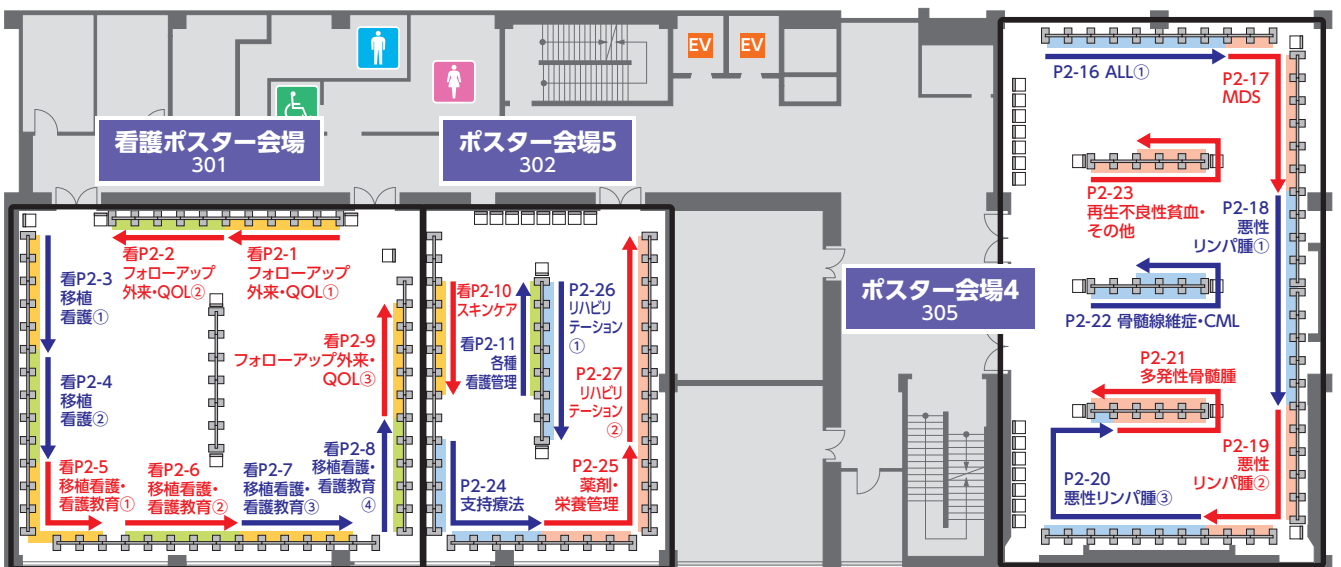 EV
EV
看護ポスター会場
301
ポスター会場5
302
ポスター会場4
305
看P2-1
フォローアップ
外来・QOL①
看P2-2
フォローアップ
外来・QOL②
看P2-3
移植
看護①
看P2-4
移植
看護②
看P2-5
移植看護・
看護教育①
看P2-6
移植看護・
看護教育②
看P2-7
移植看護・
看護教育③
看P2-8
移植看護・
看護教育
④
看P2-9
フォローアップ外来・
QOL③
看P2-10
スキンケア
看P2-11
各種
看護管理
P2-24
支持療法
P2-25
薬剤・
栄養管理
P2-26
リハビリ
テーション
①
P2-27
リハビリ
テーション
②
P2-16 ALL①
P2-17
MDS
P2-18
悪性
リンパ腫①
P2-19
悪性
リンパ腫②
P2-20
悪性リンパ腫③
P2-21
多発性骨髄腫
P2-22 骨髄線維症・CML
P2-23
再生不良性貧血・
その他